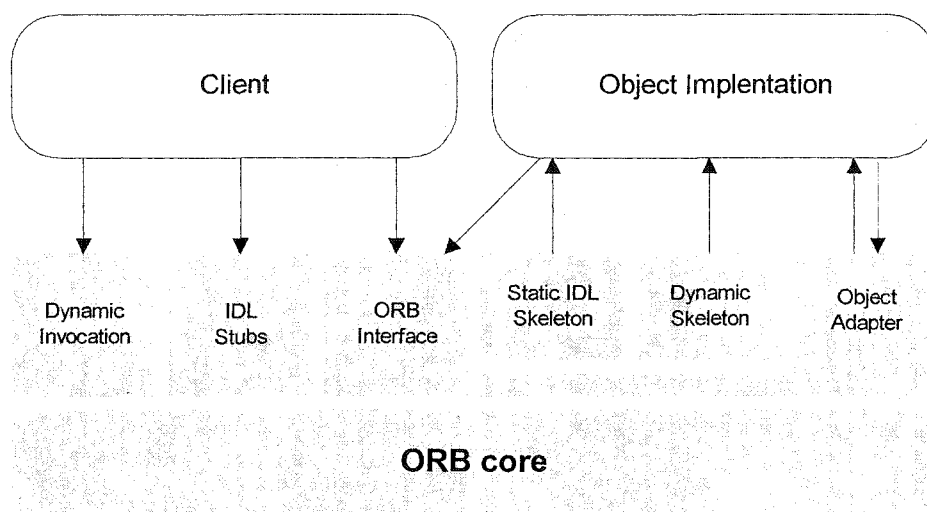 Client
Object Implentation
Dynamic
Invocation
IDL
Stubs
ORB
Interface
Static IDL
Skeleton
Dynamic
Skeleton
Object
Adapter
ORB core